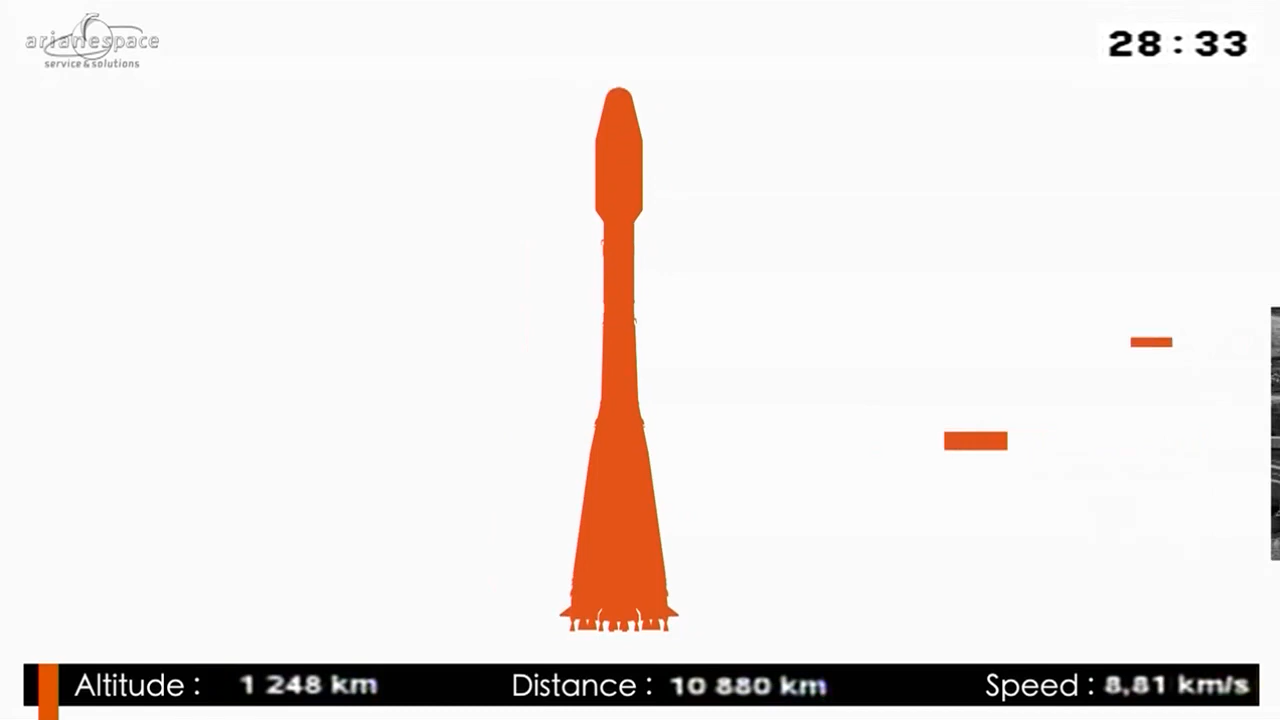 arianespace
service & solutions
28:33
Altitude : 1 248 km Distance : 10 880 km Speed : 8,81 km/s